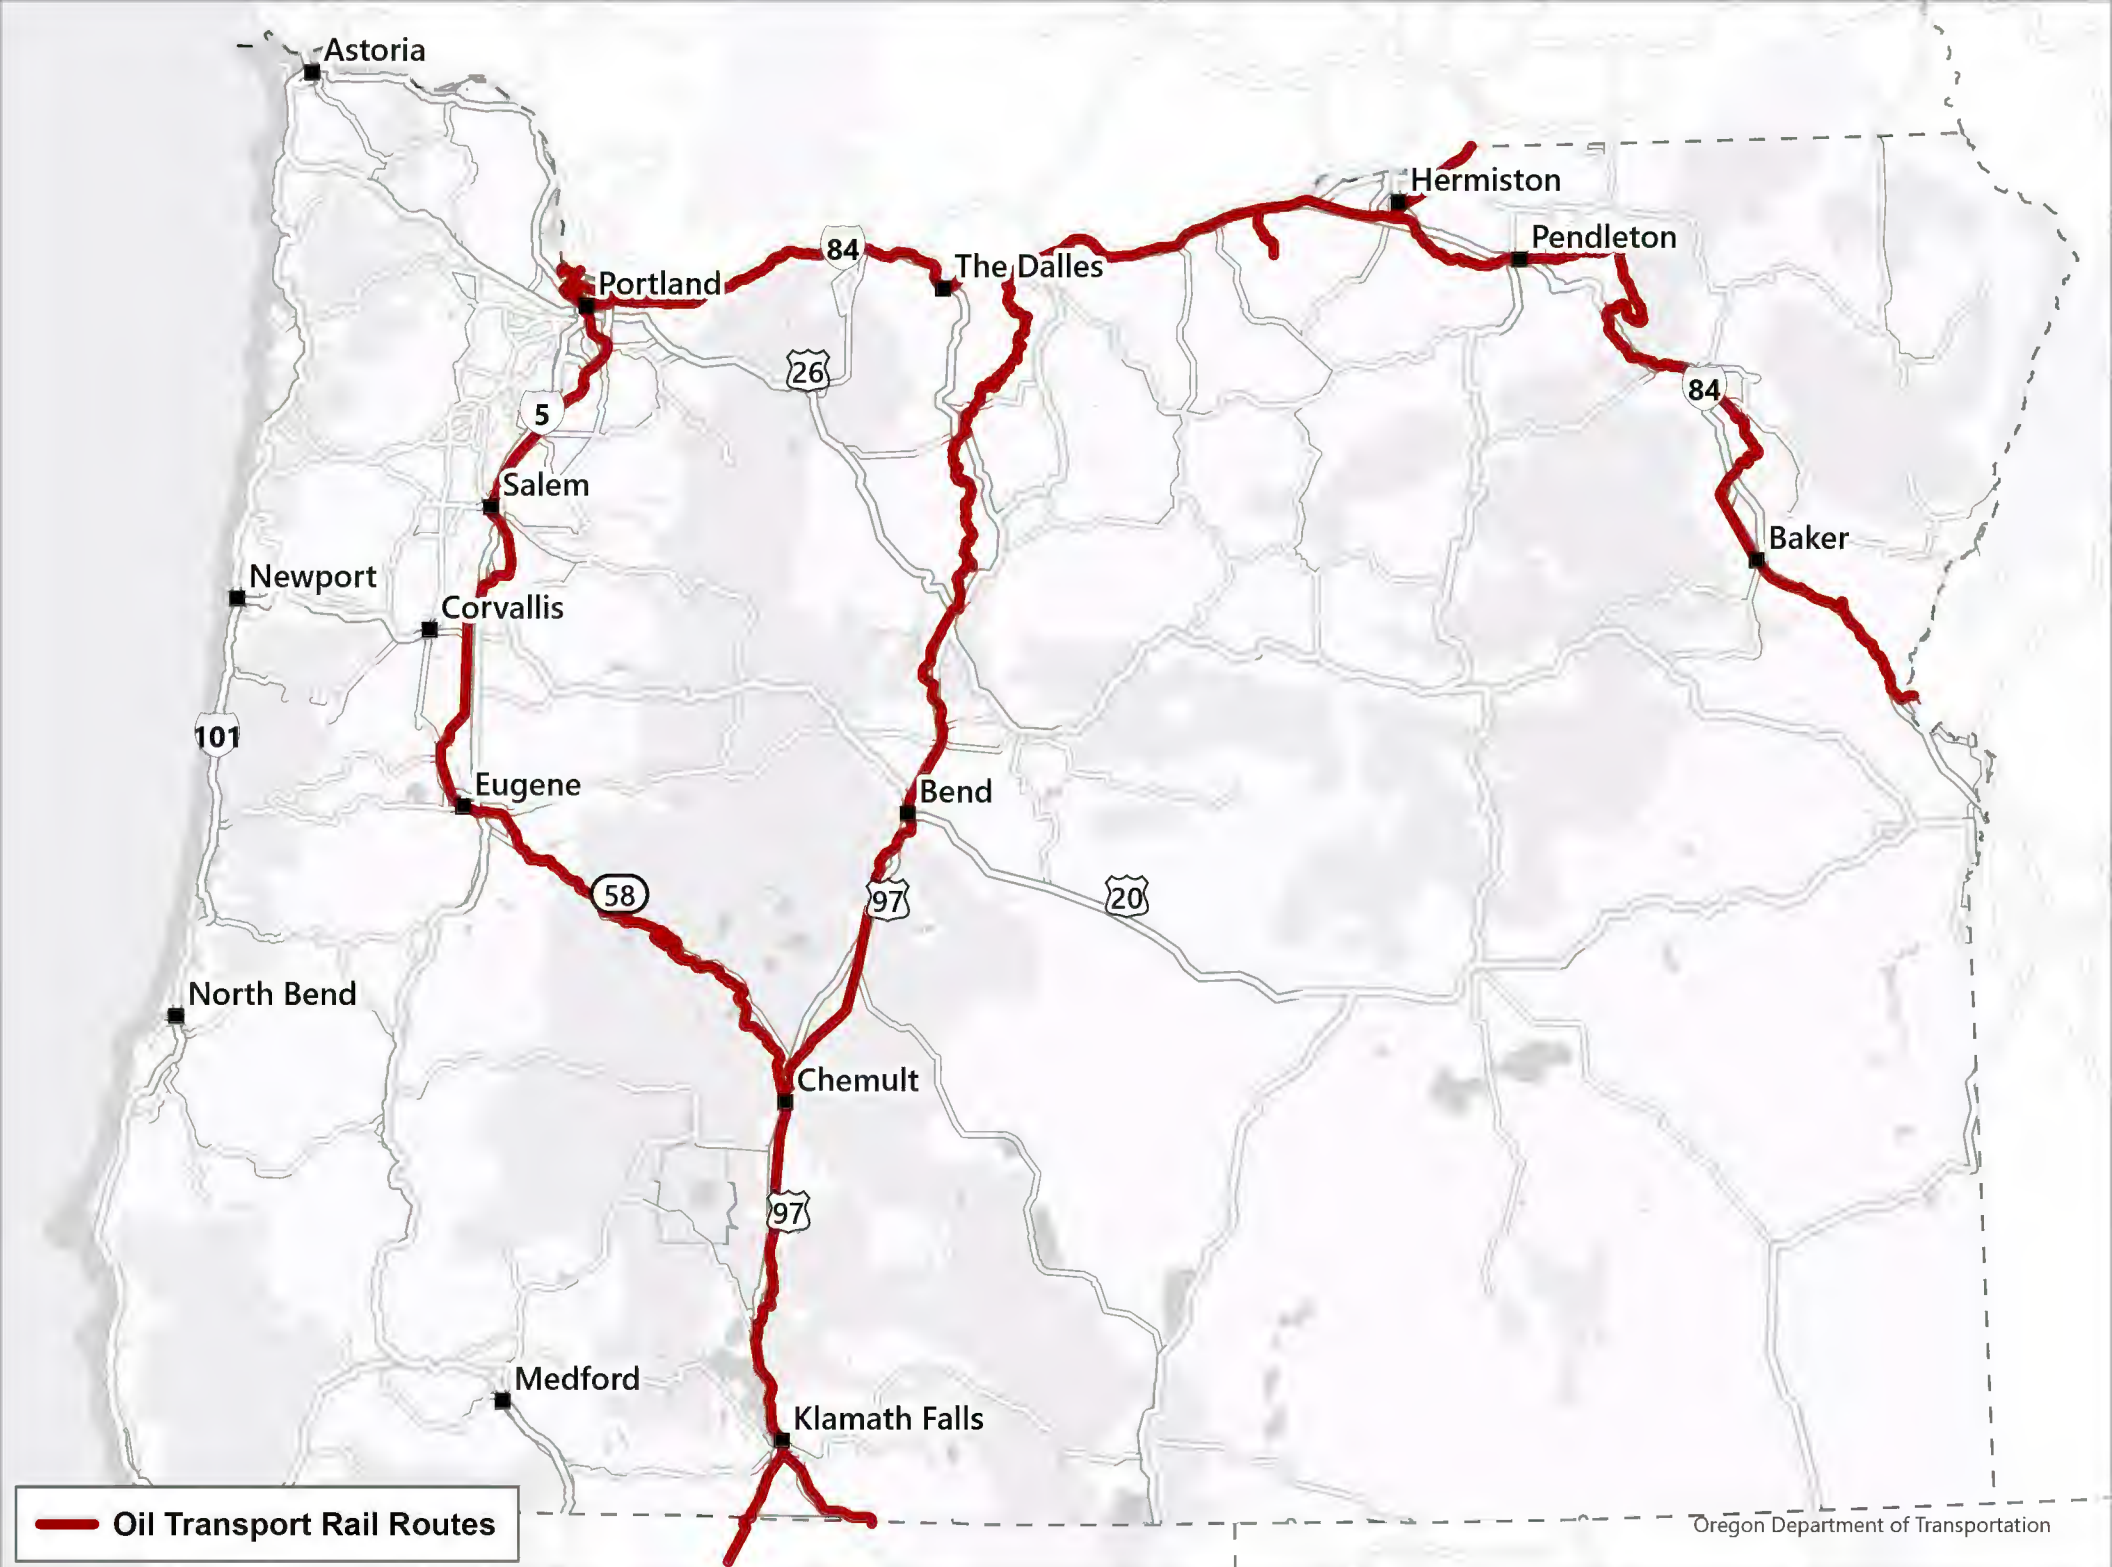 Astoria
Hermiston
Pendleton
84
The Dalles
Portland
26
84
5
Salem
Baker
Newport
Corvallis
101
Eugene
Bend
58
97
20
North Bend
Chemult
97
Medford
Klamath Falls
Oil Transport Rail Routes
Oregon Department of Transportation